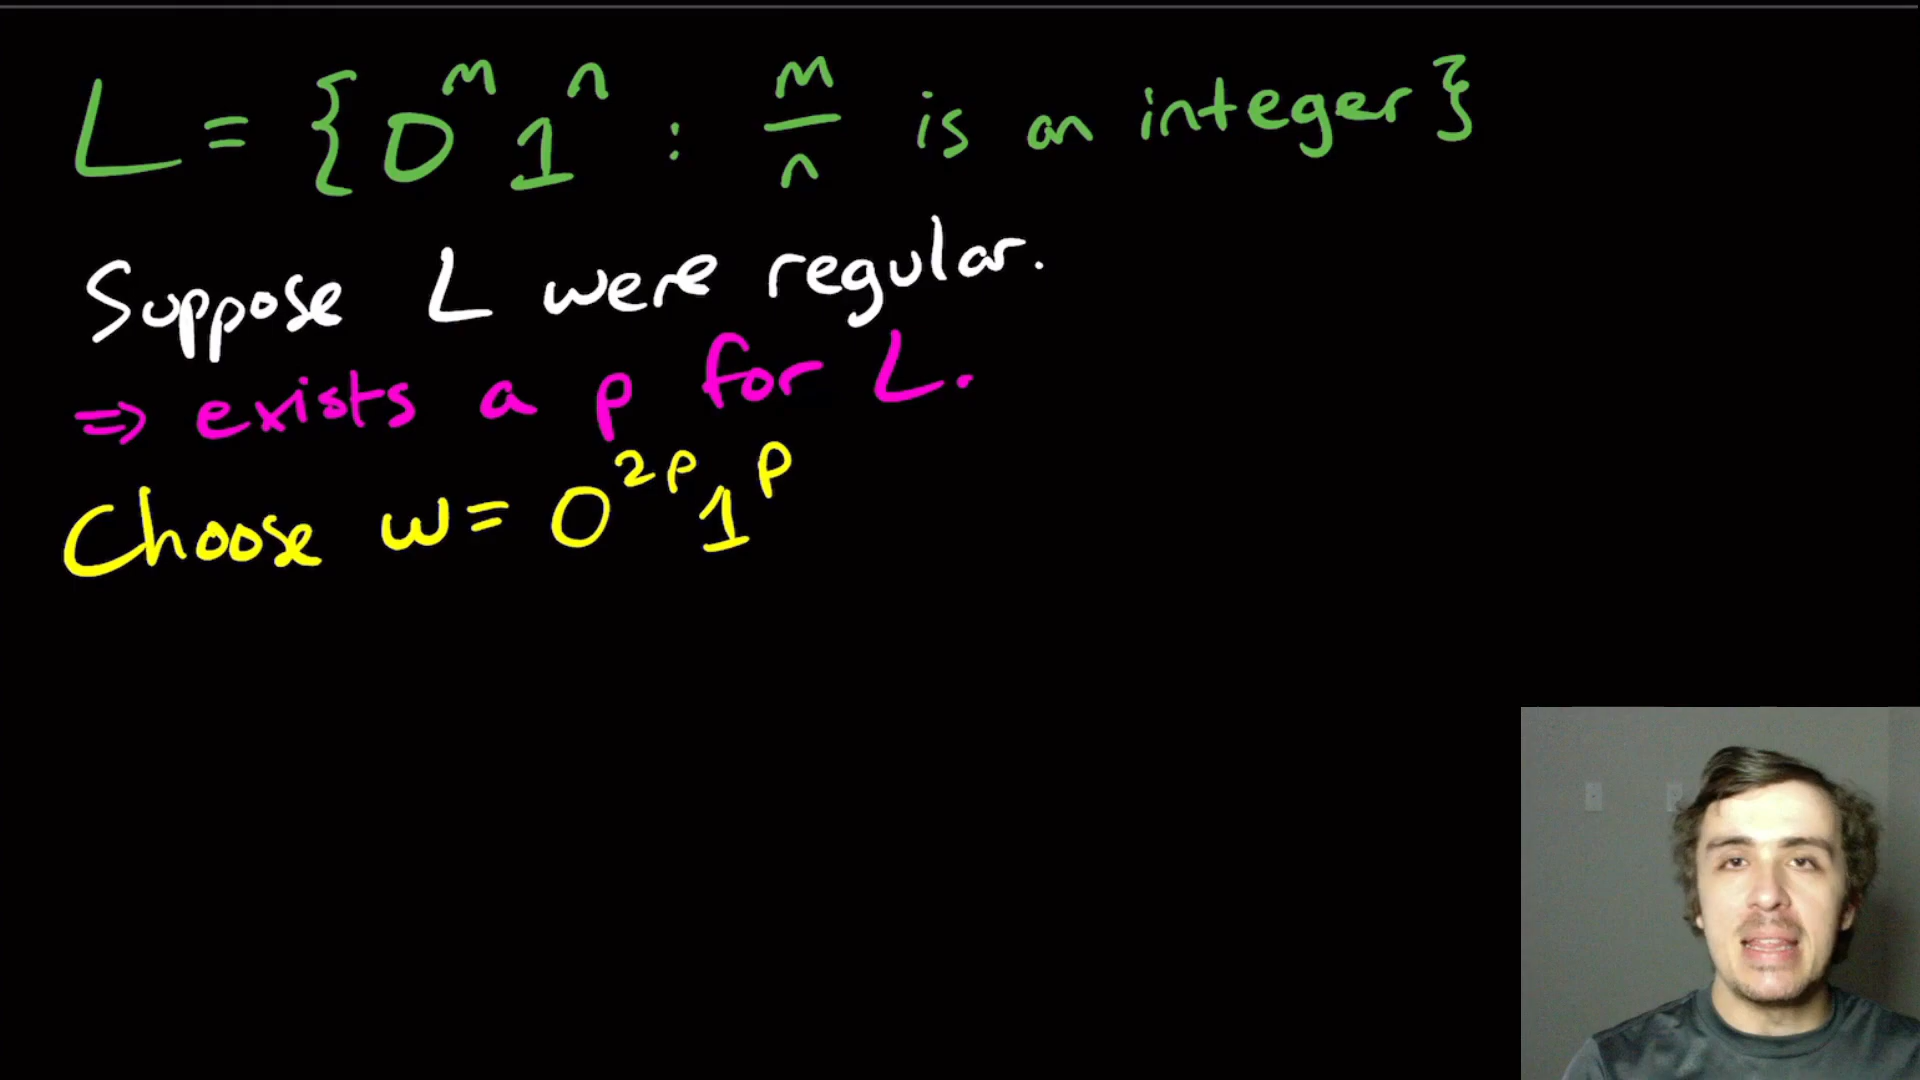 L = {0^m 1^n : m/n is an integer}
Suppose L were regular.
⇒ exists a p for L.
Choose w = 0^{2p} 1^p